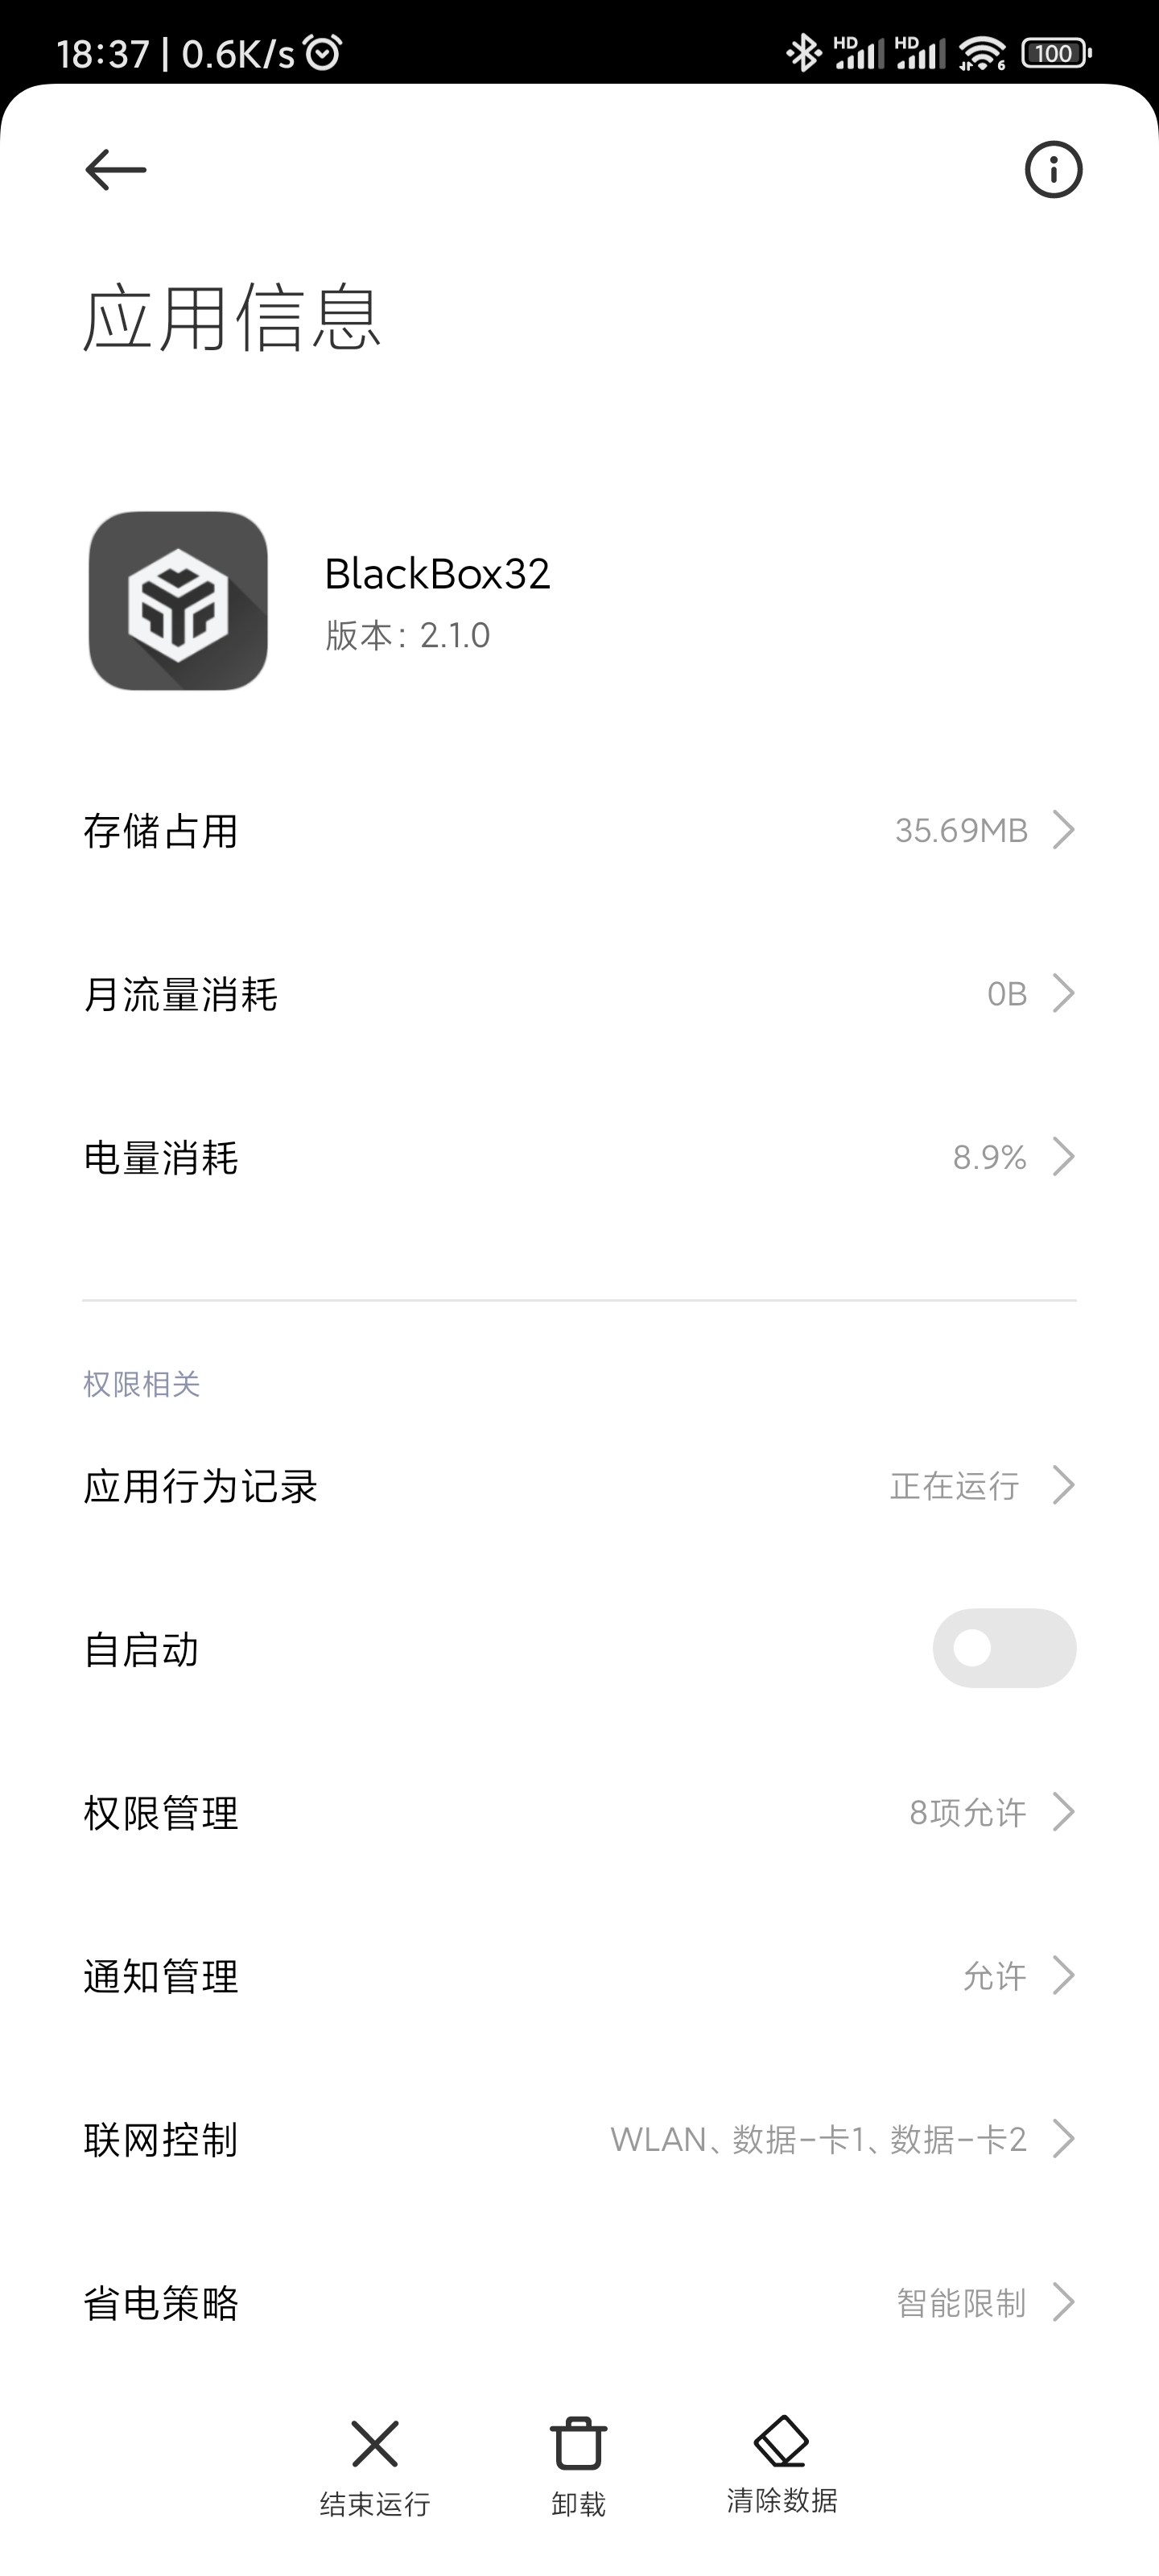 18:37 | 0.6K/s HD HD 6 100
应用信息
BlackBox32
版本：2.1.0
存储占用 35.69MB
月流量消耗 0B
电量消耗 8.9%
权限相关
应用行为记录 正在运行
自启动
权限管理 8项允许
通知管理 允许
联网控制 WLAN、数据-卡1、数据-卡2
省电策略 智能限制
结束运行 卸载 清除数据